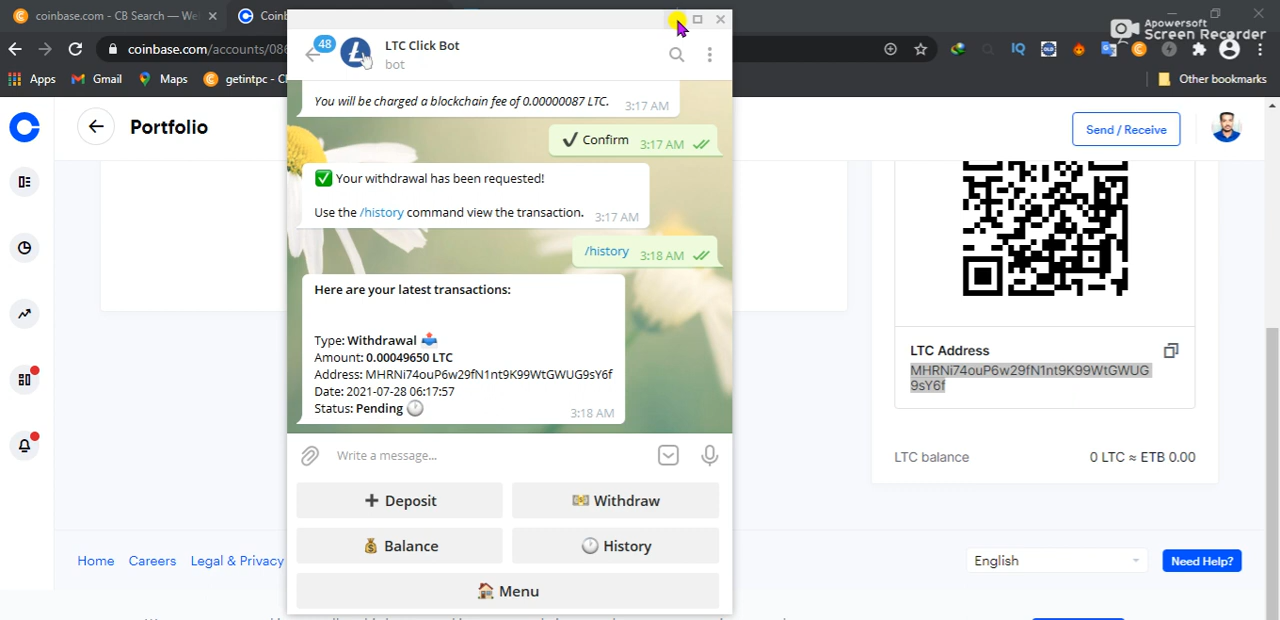 coinbase.com - CB Search — Wel
Coinb
Apowersoft
Screen Recorder
coinbase.com/accounts/086
Apps
Gmail
Maps
getintpc - C
Other bookmarks
Portfolio
Send / Receive
48
LTC Click Bot
bot
You will be charged a blockchain fee of 0.00000087 LTC. 3:17 AM
Confirm 3:17 AM
Your withdrawal has been requested!
Use the /history command view the transaction. 3:17 AM
/history 3:18 AM
Here are your latest transactions:
Type: Withdrawal
Amount: 0.00049650 LTC
Address: MHRNi74ouP6w29fN1nt9K99WtGWUG9sY6f
Date: 2021-07-28 06:17:57
Status: Pending
3:18 AM
Write a message...
Deposit
Withdraw
Balance
History
Menu
LTC Address
MHRNi74ouP6w29fN1nt9K99WtGWUG
9sY6f
LTC balance
0 LTC ≈ ETB 0.00
Home
Careers
Legal & Privacy
English
Need Help?